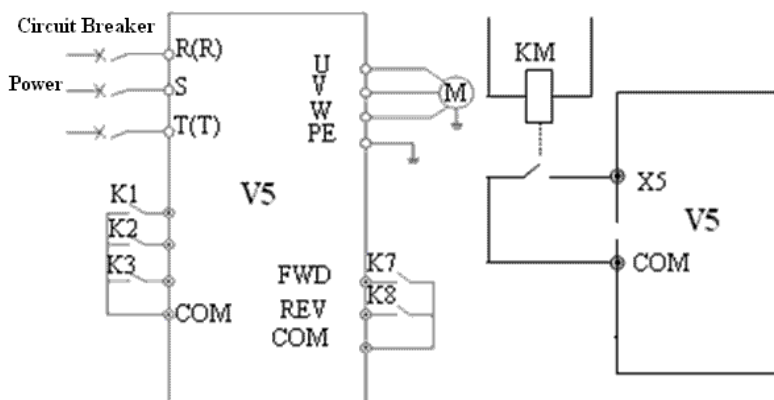 Circuit Breaker
R(R)
Power
S
T(T)
U
V
W
PE
M
V5
K1
K2
K3
COM
FWD
K7
REV
K8
COM
KM
X5
V5
COM